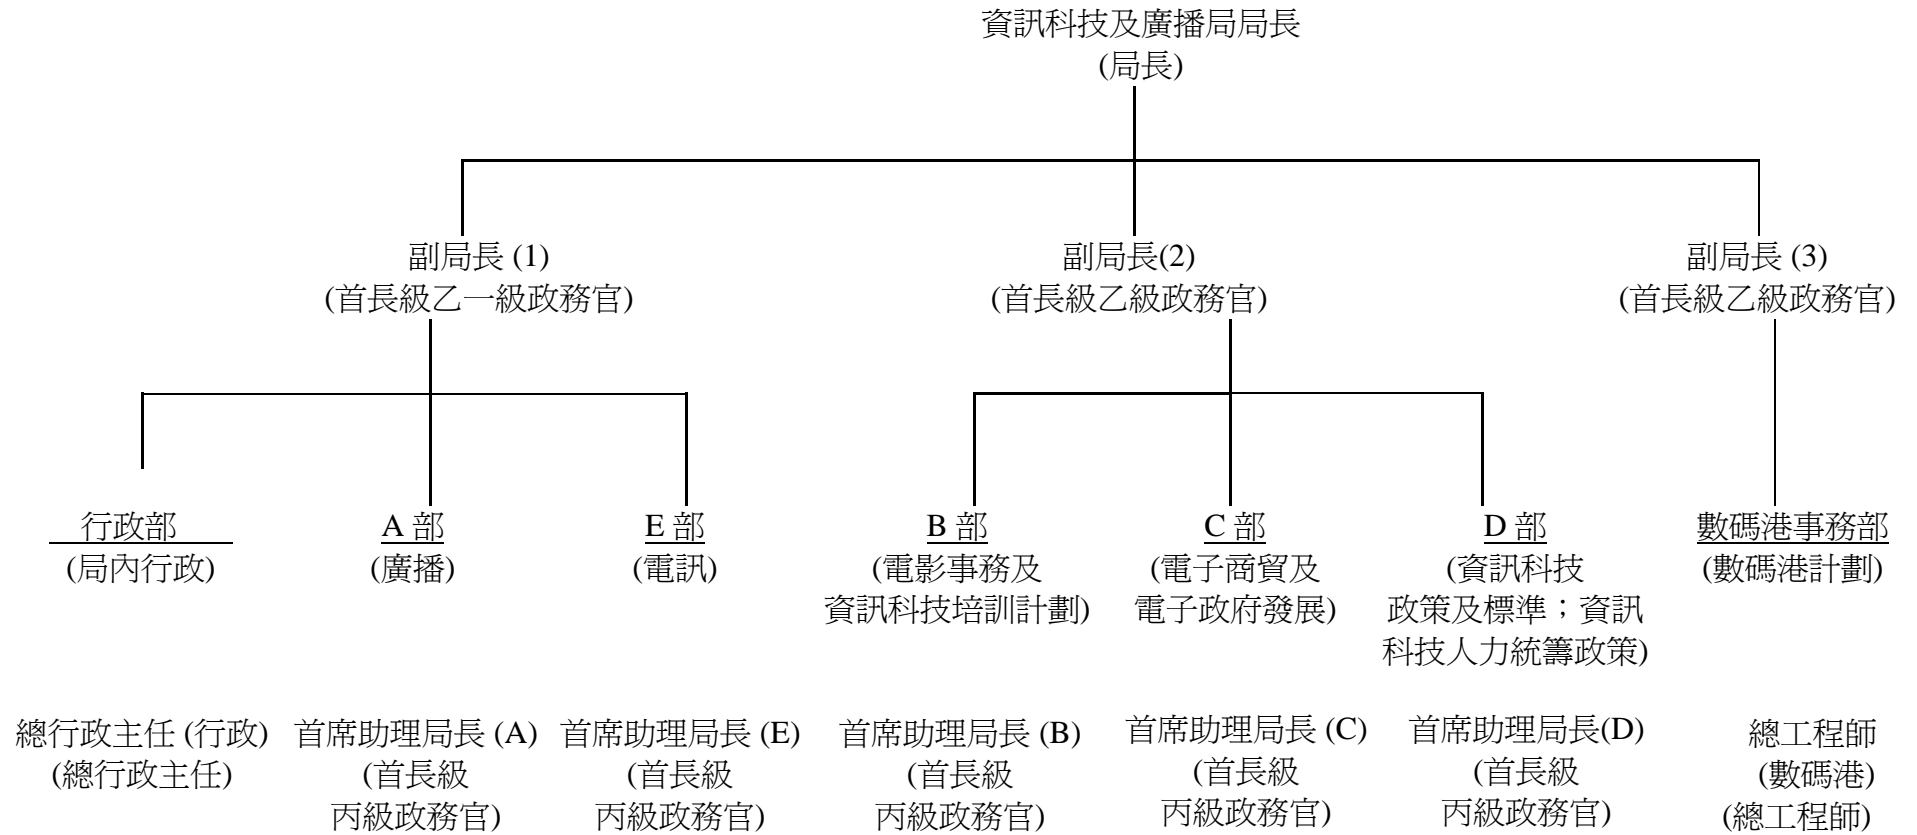 資訊科技及廣播局局長
(局長)
副局長 (1)
(首長級乙一級政務官)
副局長(2)
(首長級乙級政務官)
副局長 (3)
(首長級乙級政務官)
行政部
(局內行政)
A 部
(廣播)
E 部
(電訊)
B 部
(電影事務及
資訊科技培訓計劃)
C 部
(電子商貿及
電子政府發展)
D 部
(資訊科技
政策及標準；資訊
科技人力統籌政策)
數碼港事務部
(數碼港計劃)
總行政主任 (行政)
(總行政主任)
首席助理局長 (A)
(首長級
丙級政務官)
首席助理局長 (E)
(首長級
丙級政務官)
首席助理局長 (B)
(首長級
丙級政務官)
首席助理局長 (C)
(首長級
丙級政務官)
首席助理局長(D)
(首長級
丙級政務官)
總工程師
(數碼港)
(總工程師)